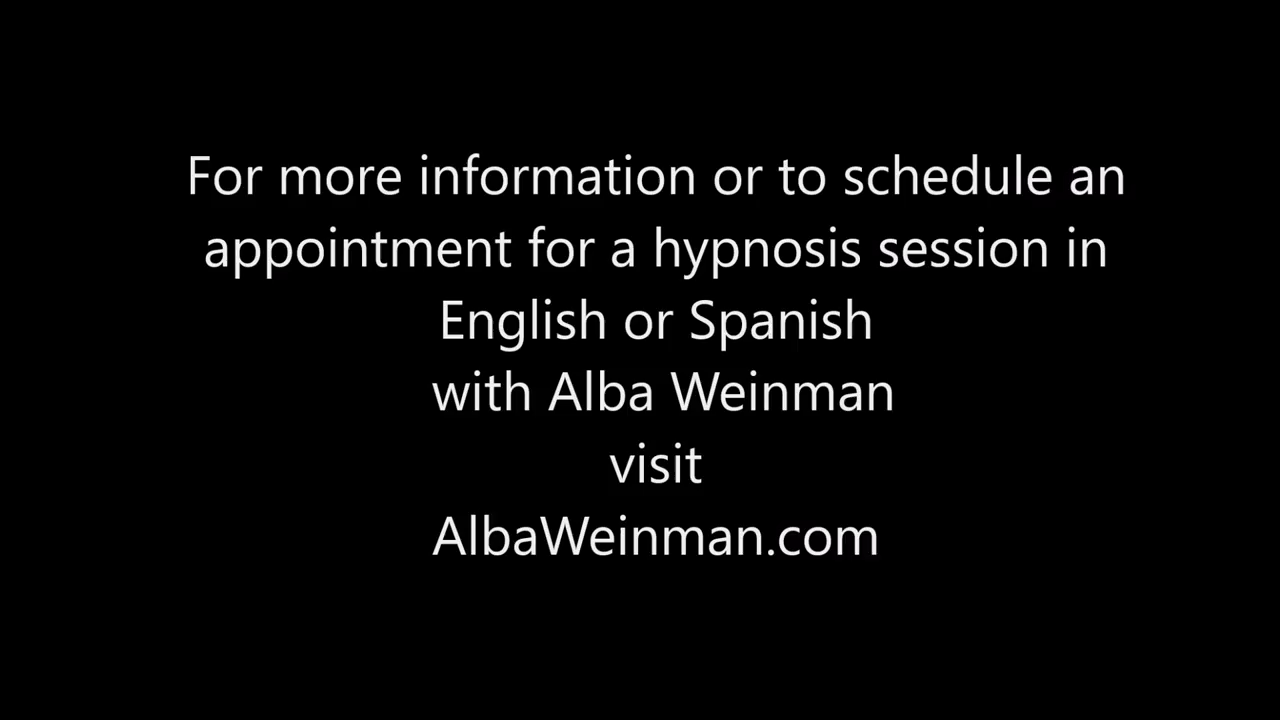 For more information or to schedule an
appointment for a hypnosis session in
English or Spanish
with Alba Weinman
visit
AlbaWeinman.com